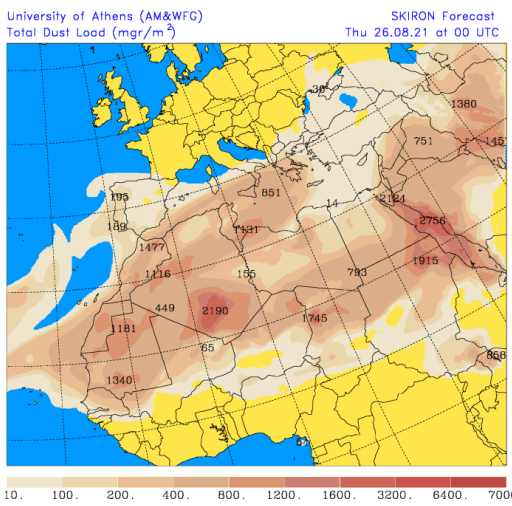 University of Athens (AM&WFG) SKIRON Forecast
Total Dust Load (mgr/m²) Thu 26.08.21 at 00 UTC
30
1380
751 145
195 851 2124
189 1131 14 2756
1477 1915
1116 155 793
449 2190 1745
1181 65
858
1340
10. 100. 200. 400. 800. 1200. 1600. 3200. 6400. 7000